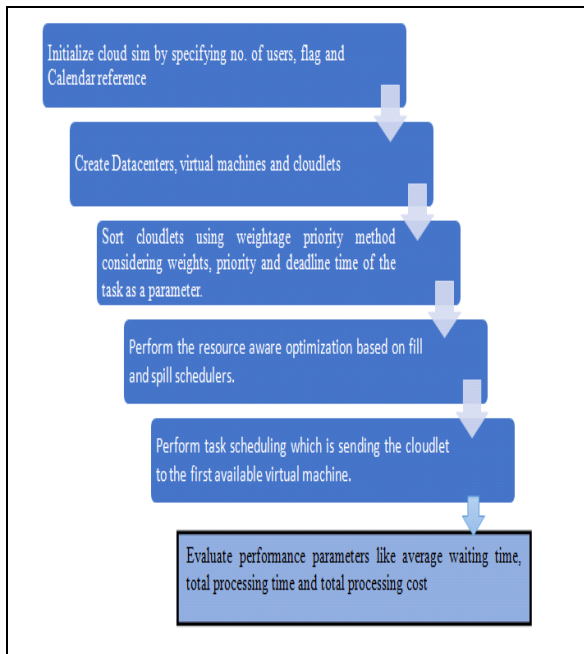 Initialize cloud sim by specifying no. of users, flag and
Calendar reference
Create Datacenters, virtual machines and cloudlets
Sort cloudlets using weightage priority method
considering weights, priority and deadline time of the
task as a parameter.
Perform the resource aware optimization based on fill
and spill schedulers.
Perform task scheduling which is sending the cloudlet
to the first available virtual machine.
Evaluate performance parameters like average waiting time,
total processing time and total processing cost